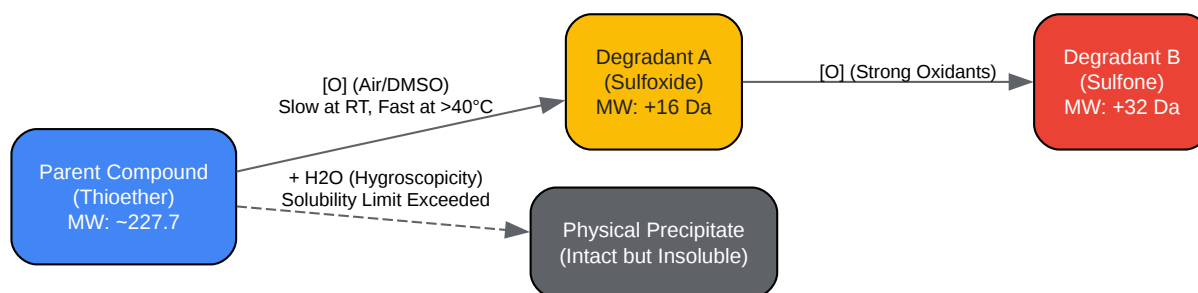 Parent Compound
(Thioether)
MW: ~227.7
[O] (Air/DMSO)
Slow at RT, Fast at >40°C
+ H2O (Hygroscopicity)
Solubility Limit Exceeded
Degradant A
(Sulfoxide)
MW: +16 Da
Physical Precipitate
(Intact but Insoluble)
[O] (Strong Oxidants)
Degradant B
(Sulfone)
MW: +32 Da